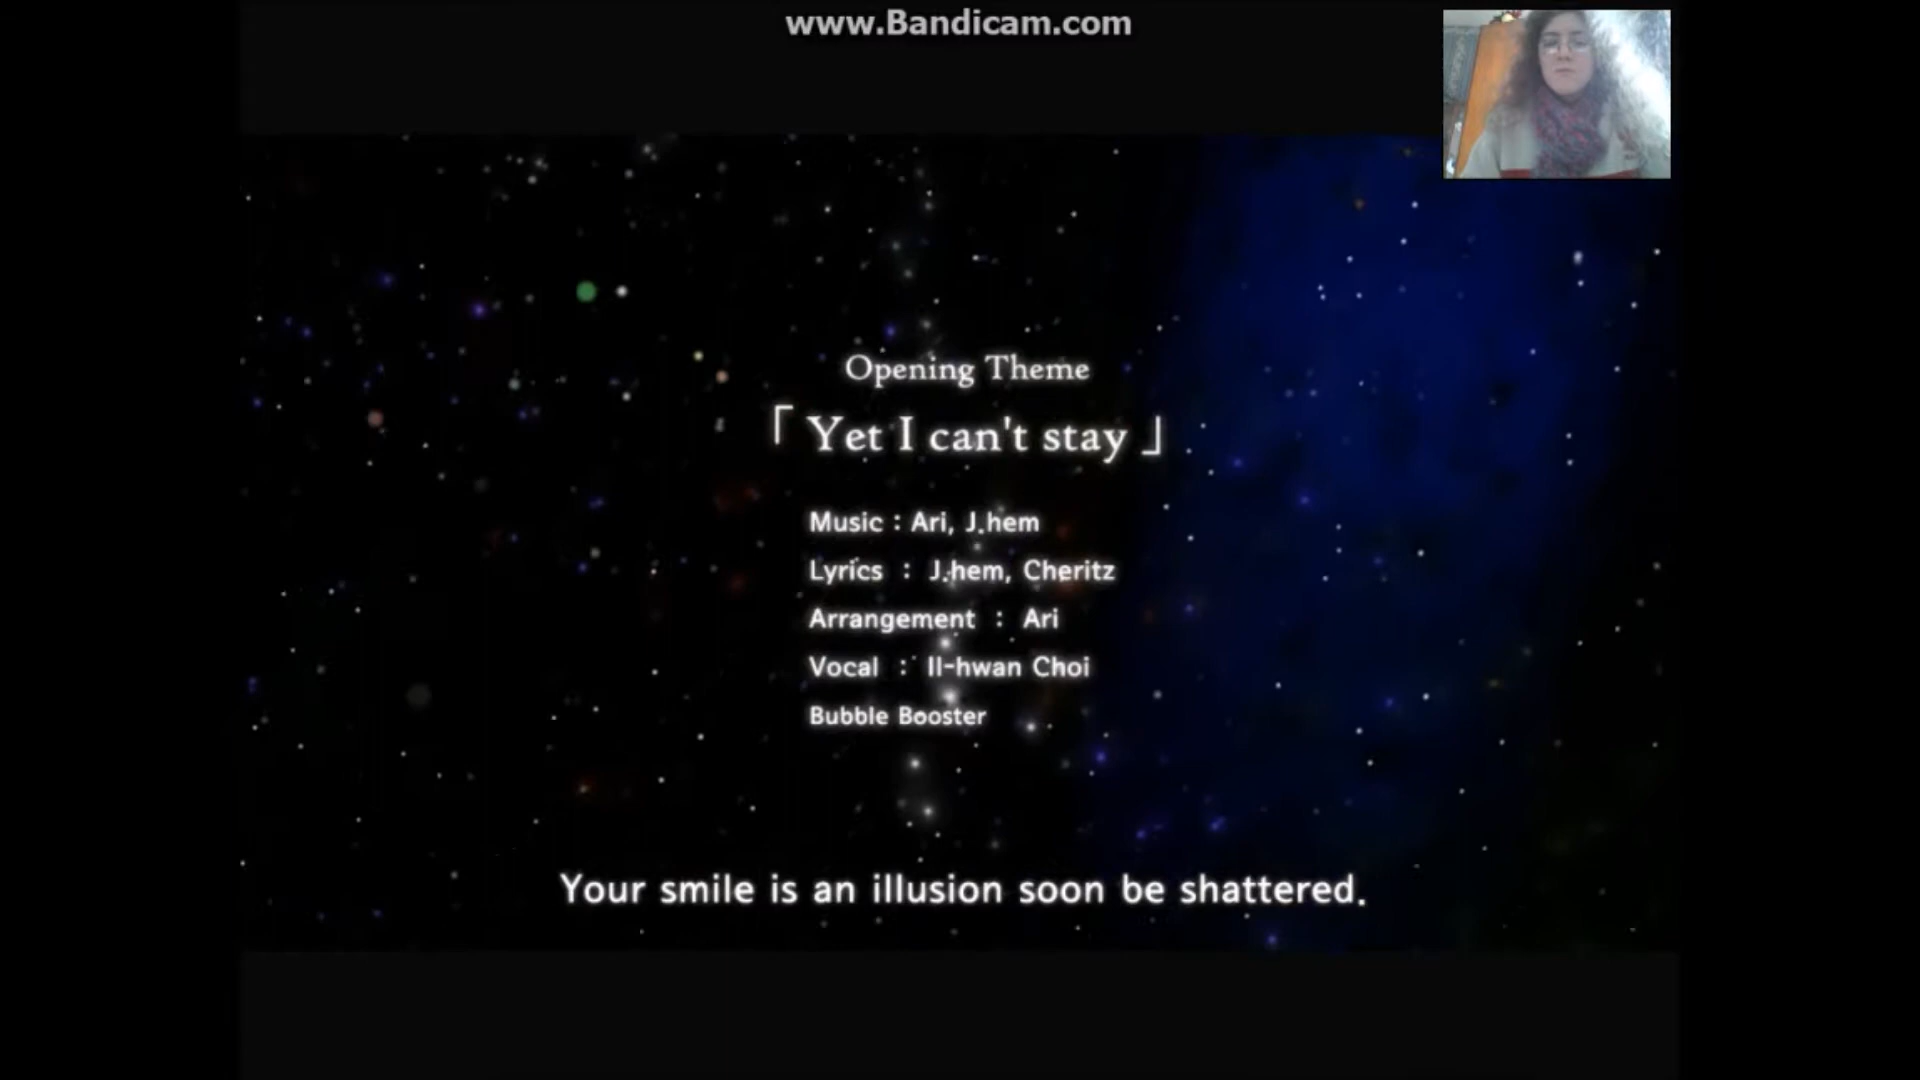 www.Bandicam.com
Opening Theme
「 Yet I can't stay 」
Music : Ari, J.hem
Lyrics : J.hem, Cheritz
Arrangement : Ari
Vocal : Il-hwan Choi
Bubble Booster
Your smile is an illusion soon be shattered.